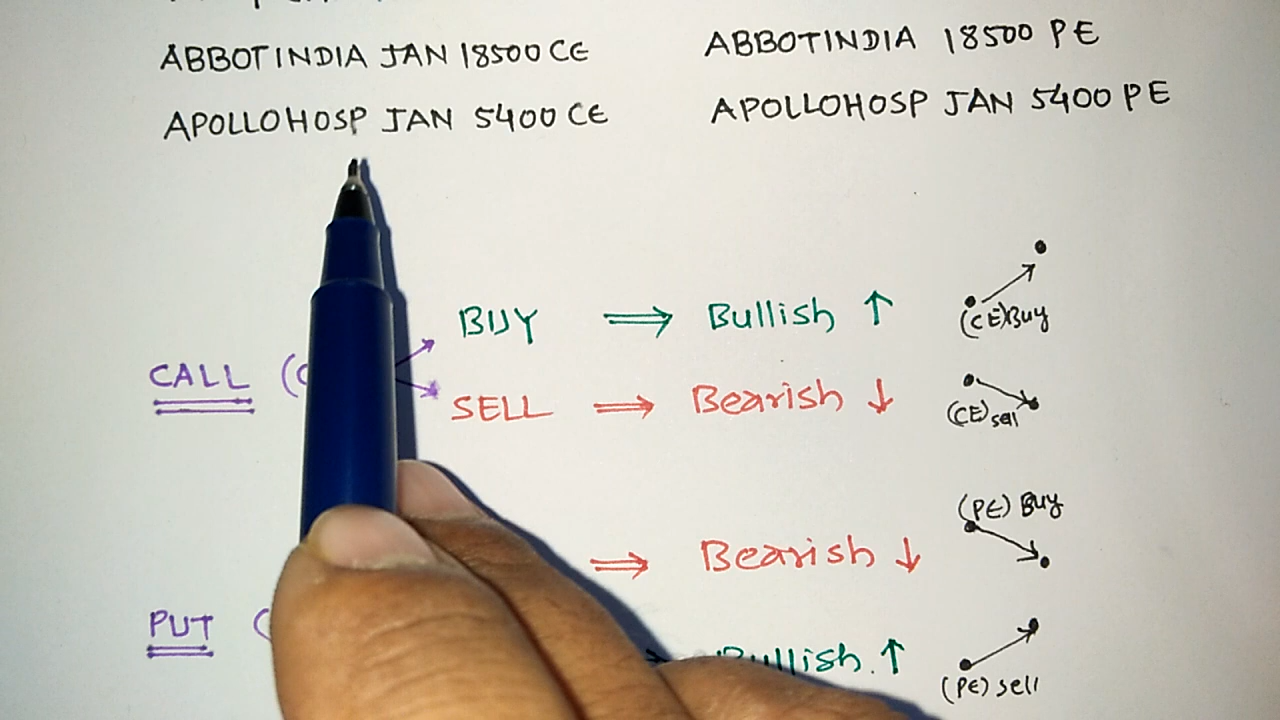 ABBOTINDIA JAN 18500 CE ABBOTINDIA 18500 PE
APOLLOHOSP JAN 5400 CE APOLLOHOSP JAN 5400 PE
BUY ⇒ Bullish ↑ (CE) Buy
CALL (
SELL ⇒ Bearish ↓ (CE) sell
(PE) Buy
⇒ Bearish ↓
PUT (
Bullish ↑
(PE) sell